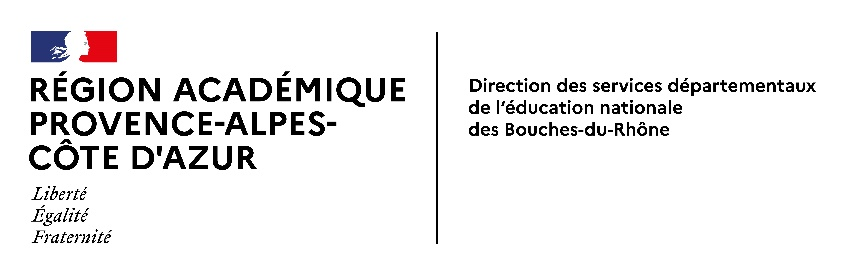 RÉGION ACADÉMIQUE
PROVENCE-ALPES-
CÔTE D'AZUR
Liberté
Égalité
Fraternité
Direction des services départementaux
de l'éducation nationale
des Bouches-du-Rhône